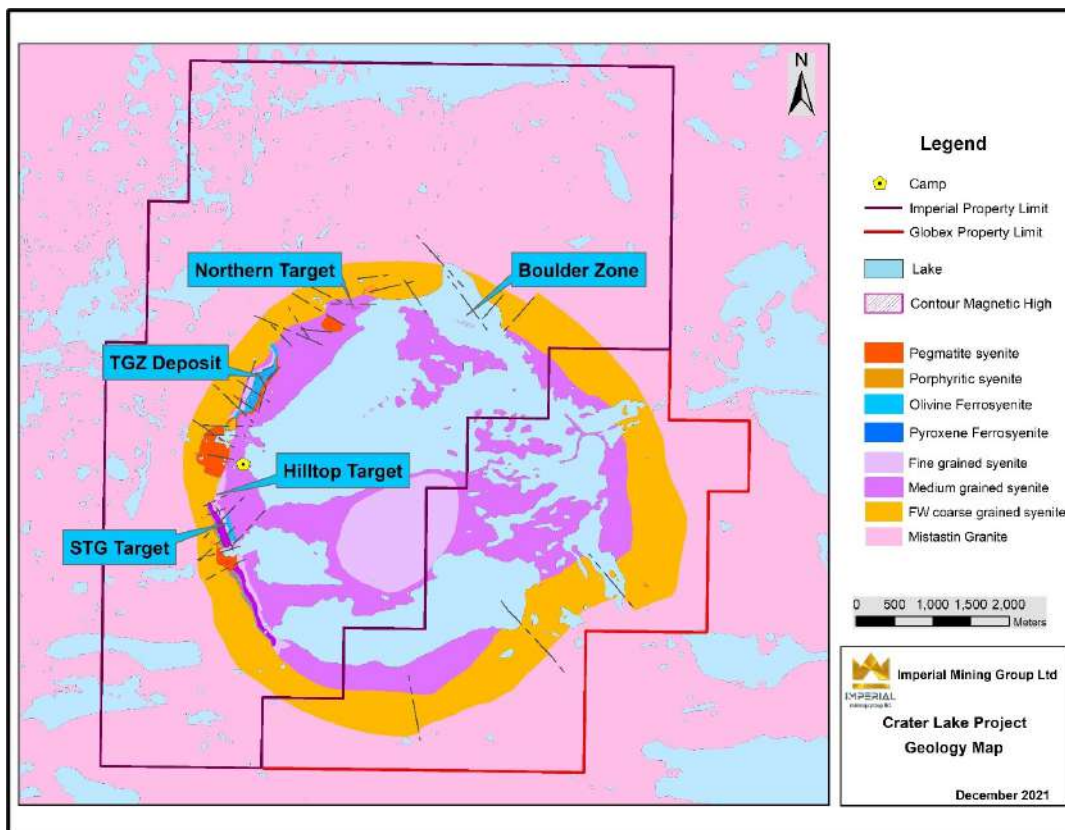 N
Northern Target
Boulder Zone
TGZ Deposit
Hilltop Target
STG Target
Legend
Camp
Imperial Property Limit
Globex Property Limit
Lake
Contour Magnetic High
Pegmatite syenite
Porphyritic syenite
Olivine Ferrosyenite
Pyroxene Ferrosyenite
Fine grained syenite
Medium grained syenite
FW coarse grained syenite
Mistastin Granite
0 500 1,000 1,500 2,000
Meters
Imperial Mining Group Ltd
IMPERIAL
Crater Lake Project
Geology Map
December 2021